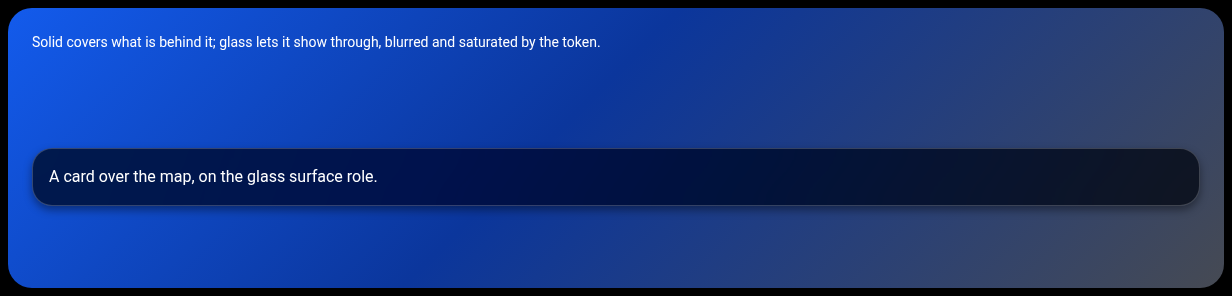 Solid covers what is behind it; glass lets it show through, blurred and saturated by the token.
A card over the map, on the glass surface role.